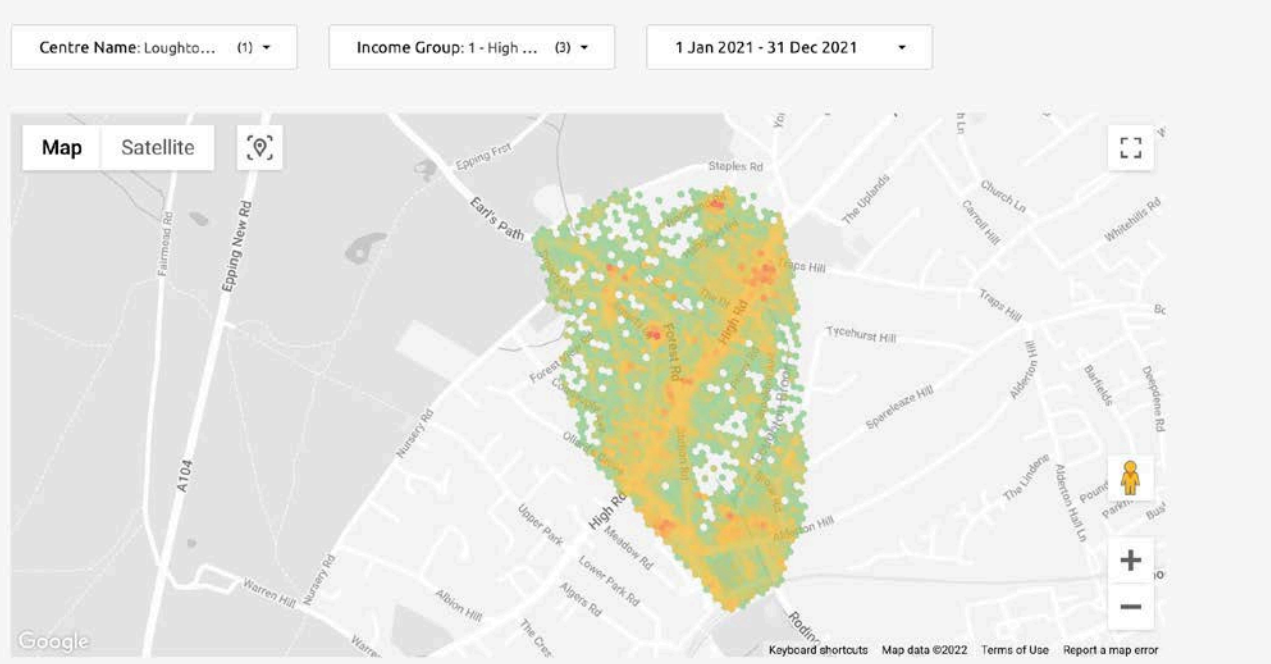 Centre Name: Loughto... (1)
Income Group: 1 - High ... (3)
1 Jan 2021 - 31 Dec 2021
Map
Satellite
Epping Frst
Staples Rd
Earl's Path
The Uplands
Church Ln
Carroll Hill
Whitehills Rd
Fairmead Rd
Epping New Rd
Traps Hill
Traps Hill
High Rd
Forest Rd
Tycehurst Hill
Alderton Hill
Barfields
Deepdene Rd
Spareleaze Hill
Nursery Rd
Station Rd
A104
The Lindens
Alderton Hall Ln
High Rd
Upper Park
Meadow Rd
Alderton Hill
Lower Park Rd
Nursery Rd
Warren Hill
Albion Hill
Algers Rd
The Cres
Warre
Roding
Google
Keyboard shortcuts
Map data ©2022
Terms of Use
Report a map error